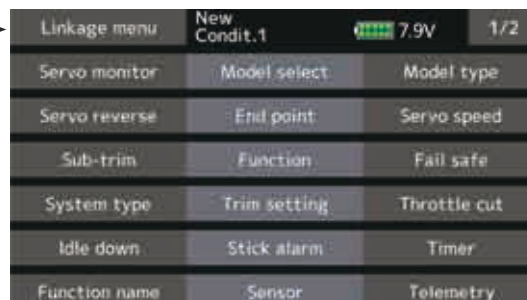 Linkage menu New Condit.1 7.9V 1/2
Servo monitor Model select Model type
Servo reverse End point Servo speed
Sub-trim Function Fail safe
System type Trim setting Throttle cut
Idle down Stick alarm Timer
Function name Sensor Telemetry